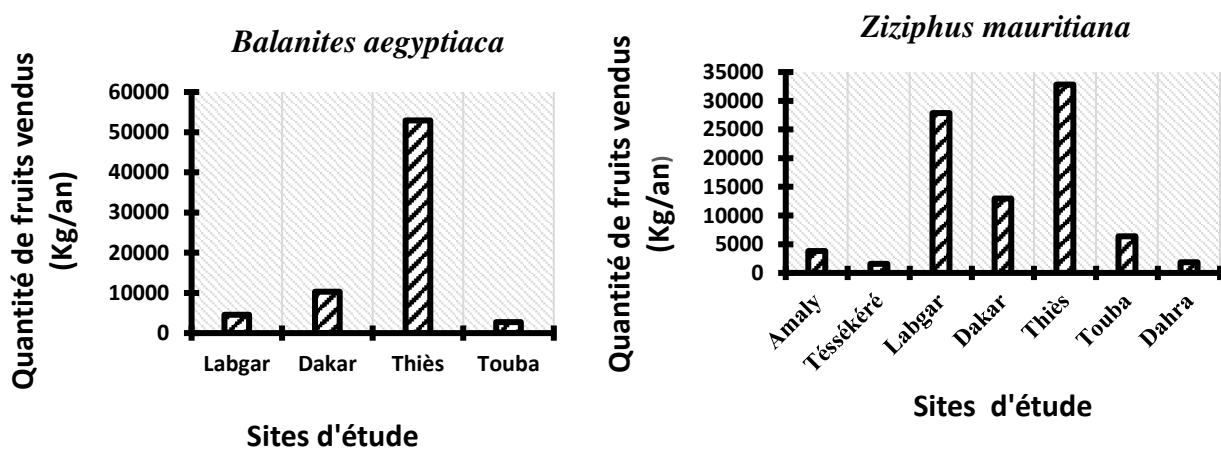 Balanites aegyptiaca
Quantité de fruits vendus
(Kg/an)
60000
50000
40000
30000
20000
10000
0
Labgar Dakar Thiès Touba
Sites d'étude
Ziziphus mauritiana
Quantité de fruits vendus
(Kg/an)
35000
30000
25000
20000
15000
10000
5000
0
Amaly Téssékéré Labgar Dakar Thiès Touba Dahra
Sites d'étude